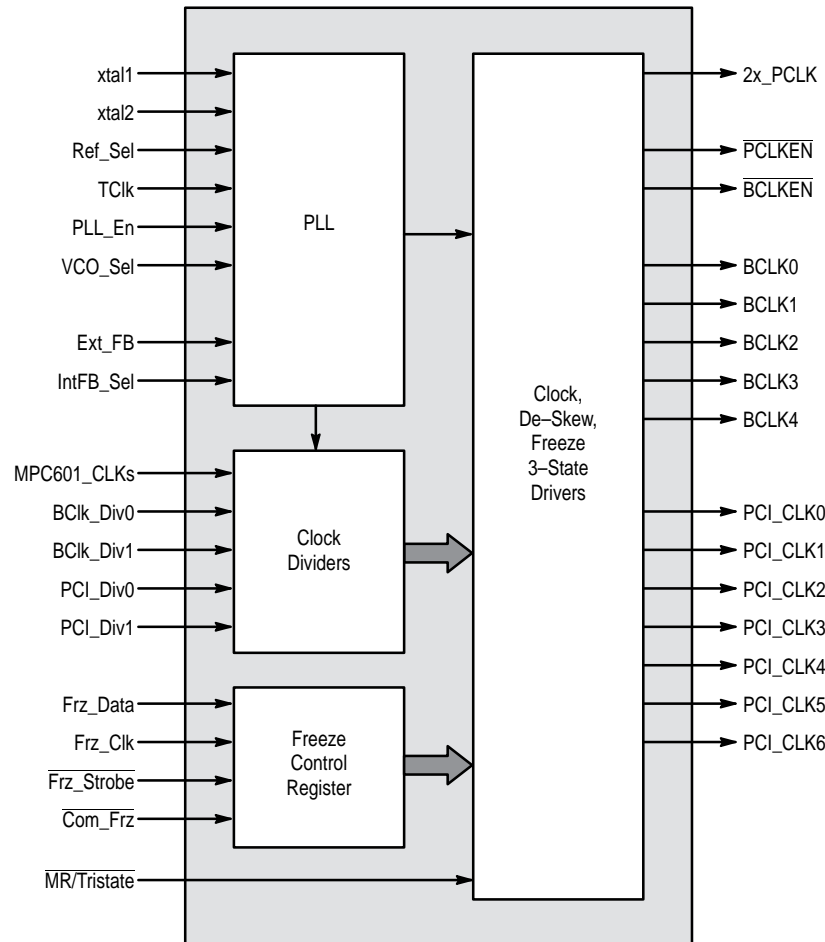 xtal1
xtal2
Ref_Sel
TClk
PLL_En
VCO_Sel
Ext_FB
IntFB_Sel
PLL
MPC601_CLKs
BClk_Div0
BClk_Div1
PCI_Div0
PCI_Div1
Clock
Dividers
Frz_Data
Frz_Clk
Frz_Strobe
Com_Frz
Freeze
Control
Register
MR/Tristate
Clock,
De–Skew,
Freeze
3–State
Drivers
2x_PCLK
PCLKEN
BCLKEN
BCLK0
BCLK1
BCLK2
BCLK3
BCLK4
PCI_CLK0
PCI_CLK1
PCI_CLK2
PCI_CLK3
PCI_CLK4
PCI_CLK5
PCI_CLK6